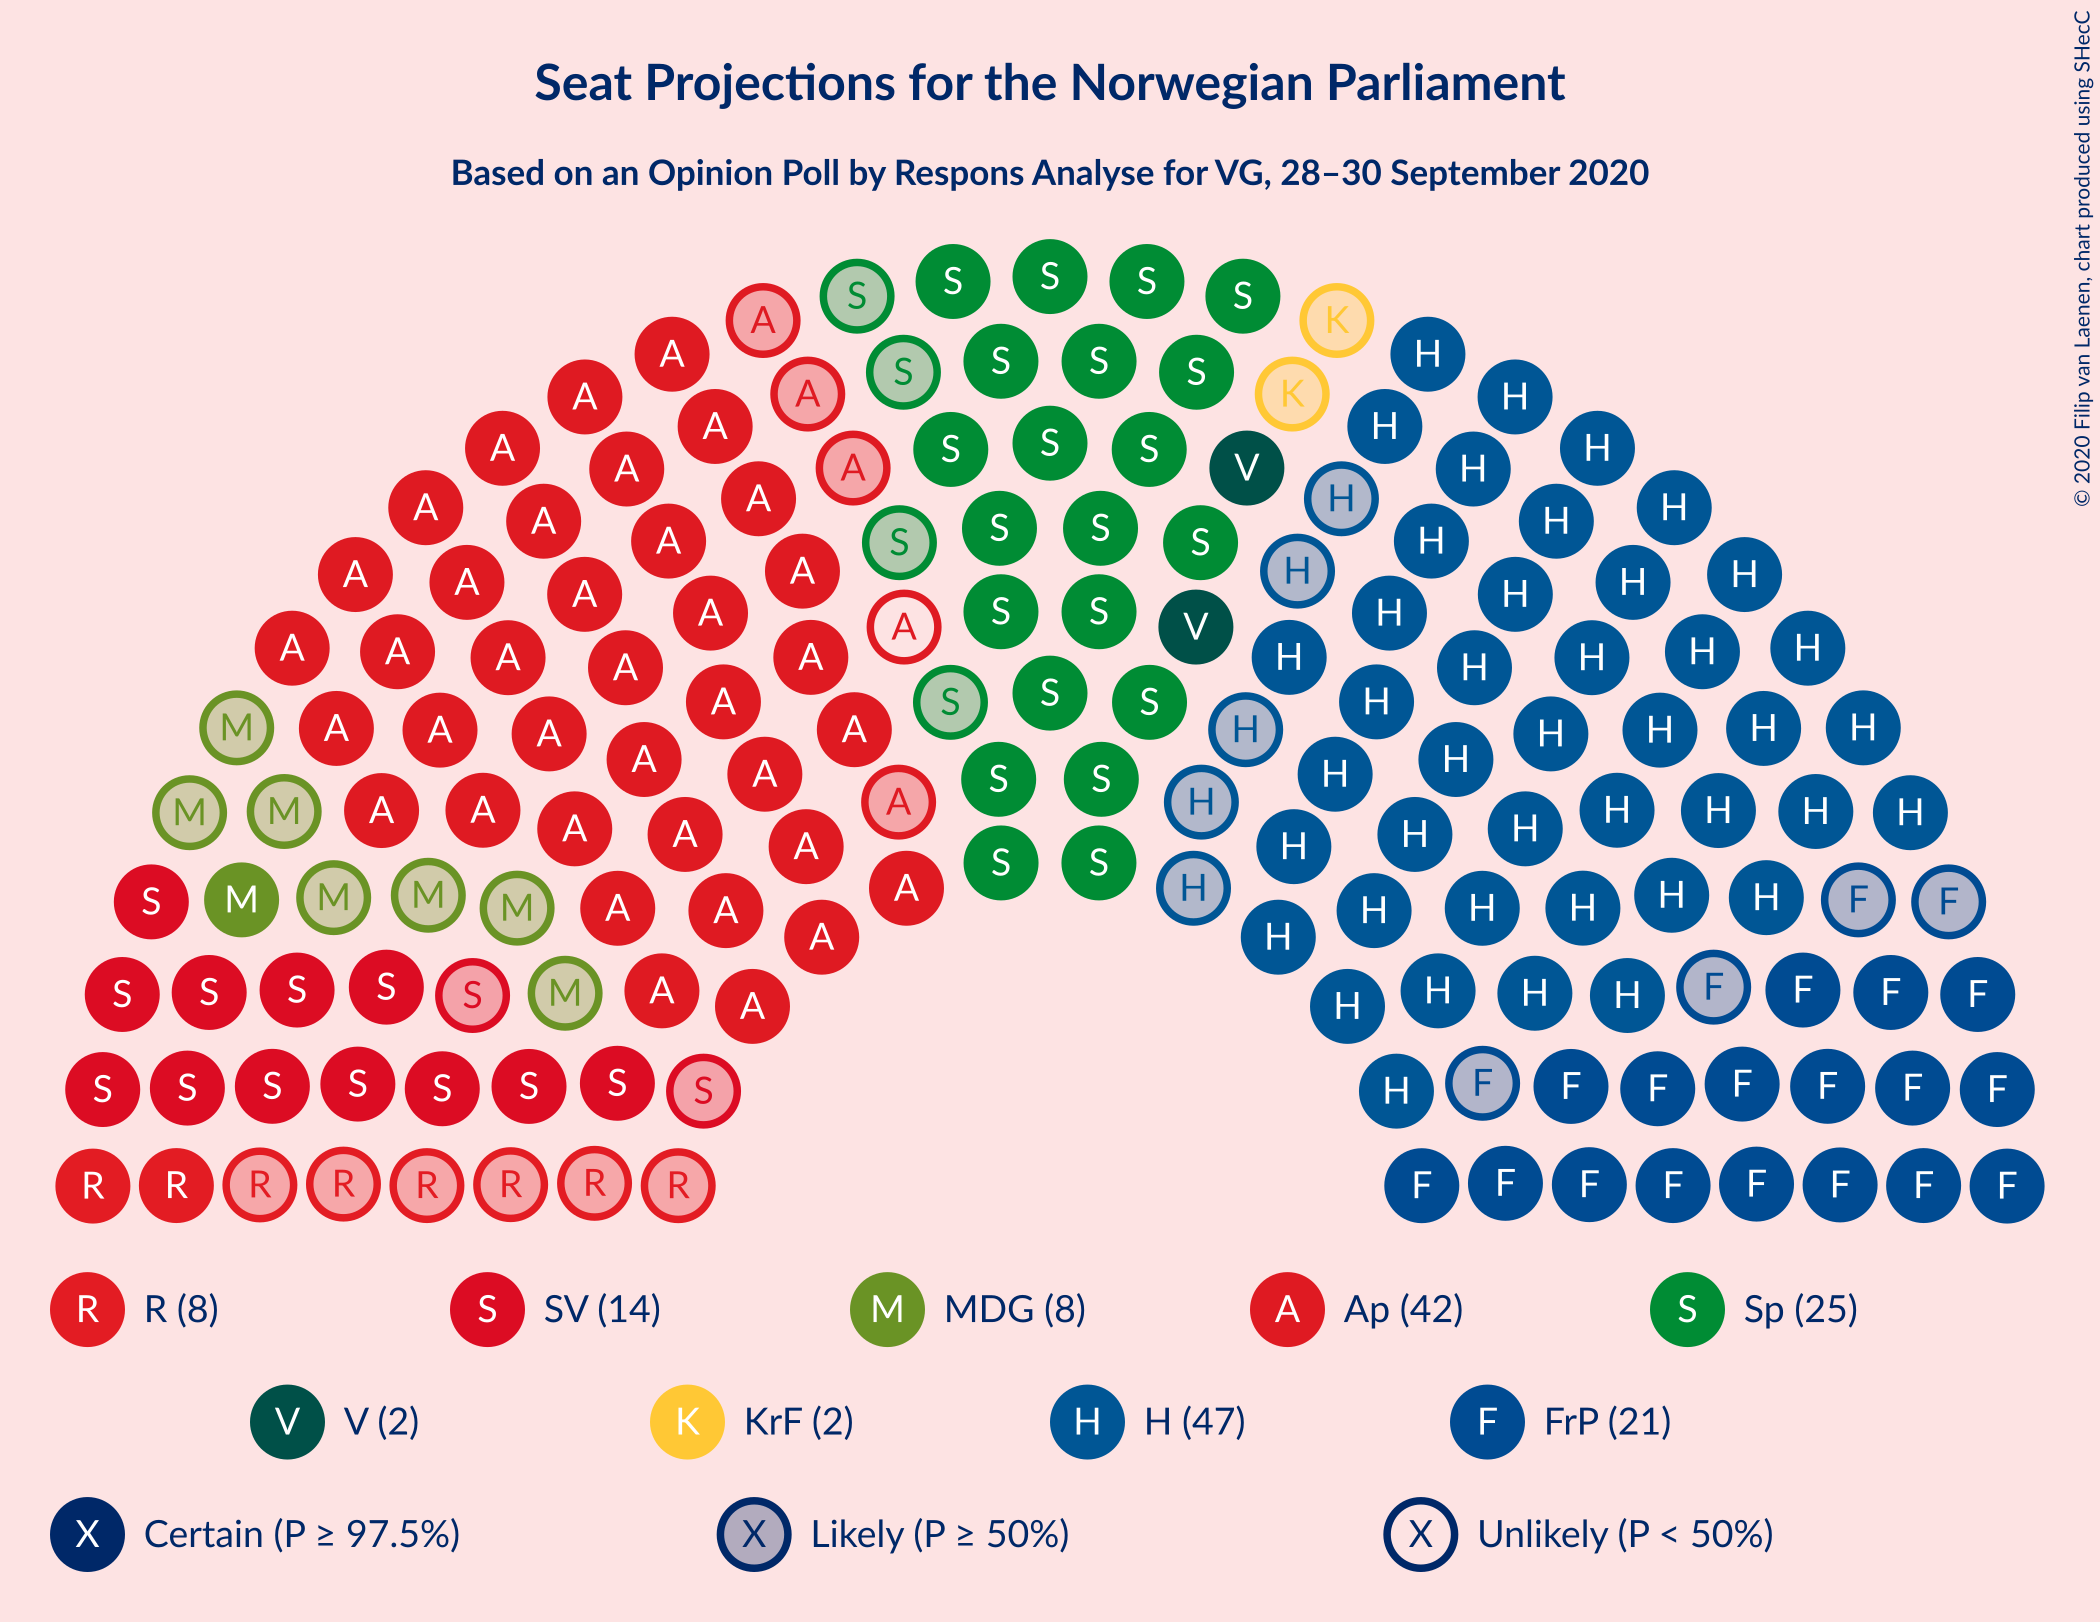 Seat Projections for the Norwegian Parliament
Based on an Opinion Poll by Respons Analyse for VG, 28–30 September 2020
© 2020 Filip van Laenen, chart produced using SHecC
S S S S S
A K
A H
S S S S
A K
A H
A H
A S S S V H H
A A H H
A S S S S H H
A A H H
A A S S V H H
A A H H
A A A S S S H H H
A A A A H H H H
M A A A A A H H H H H
A A S S H H
M M A A A A A H H H H H H
A A H H
S M M M M A A A H H H H H H H F F
A H
S S S S S M A A H H H H F F F F
S S S S S S S S H F F F F F F F
R R R R R R R R F F F F F F F F
R R (8) S SV (14) M MDG (8) A Ap (42) S Sp (25)
V V (2) K KrF (2) H H (47) F FrP (21)
X Certain (P ≥ 97.5%) X Likely (P ≥ 50%) X Unlikely (P < 50%)